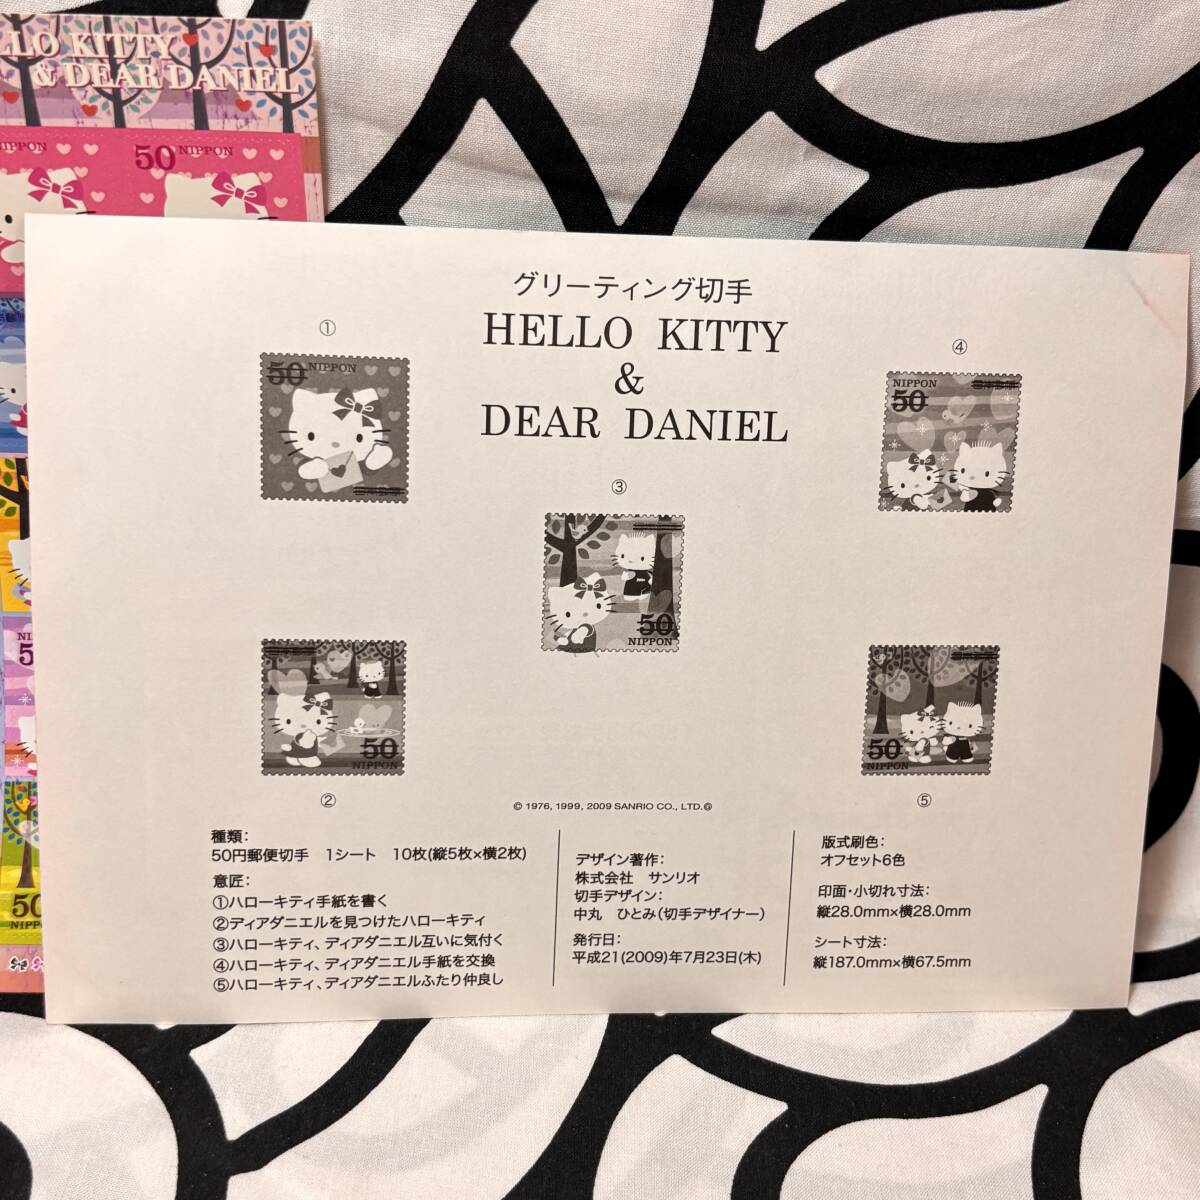 LLO KITTY
& DEAR DANIEL
NIPPON
50 NIPPON
グリーティング切手
HELLO KITTY
&
DEAR DANIEL
①
50 NIPPON
④
NIPPON
50
③
50
NIPPON
50
NIPPON
②
50
NIPPON
⑤
© 1976, 1999, 2009 SANRIO CO., LTD.@
種類:
50円郵便切手 1シート 10枚(縦5枚×横2枚)
意匠:
①ハローキティ手紙を書く
②ディアダニエルを見つけたハローキティ
③ハローキティ、ディアダニエル互いに気付く
④ハローキティ、ディアダニエル手紙を交換
⑤ハローキティ、ディアダニエルふたり仲良し
デザイン著作:
株式会社 サンリオ
切手デザイン:
中丸 ひとみ(切手デザイナー)
発行日:
平成21(2009)年7月23日(木)
版式刷色:
オフセット6色
印面・小切れ寸法:
縦28.0mm×横28.0mm
シート寸法:
縦187.0mm×横67.5mm